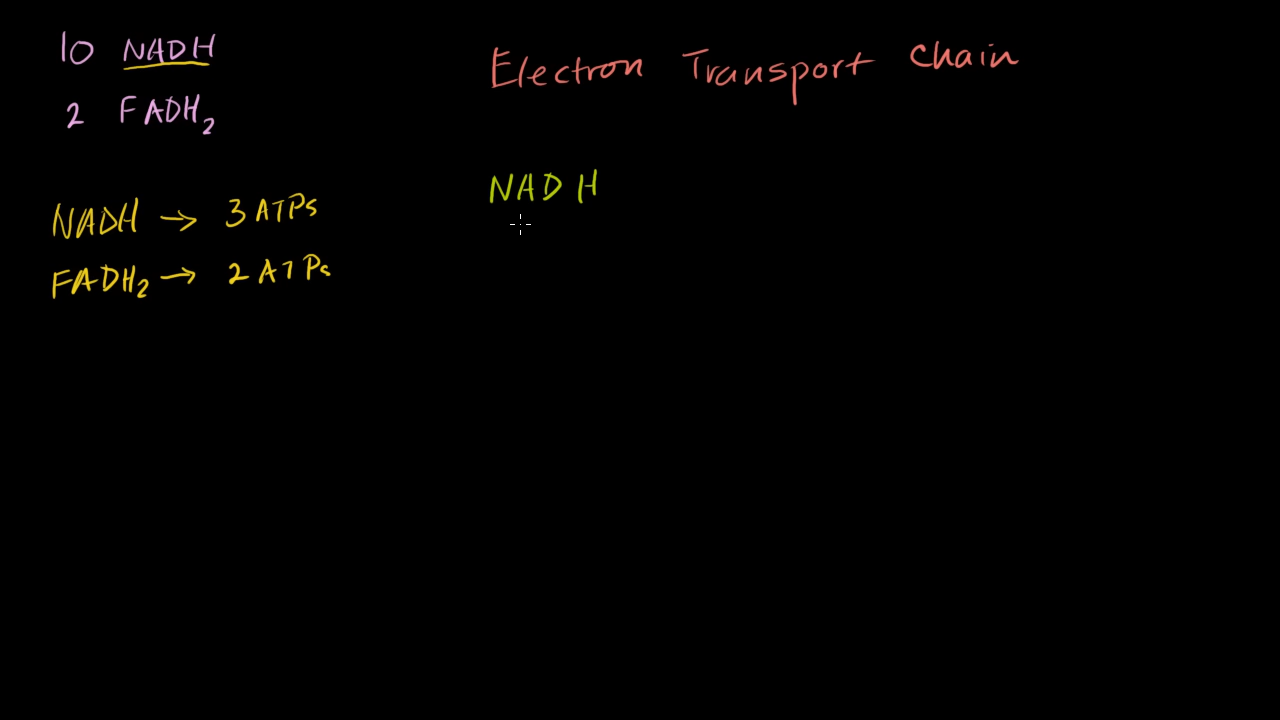 10 NADH
2 FADH₂
NADH → 3 ATPs
FADH₂ → 2 ATPs
Electron Transport Chain
NADH